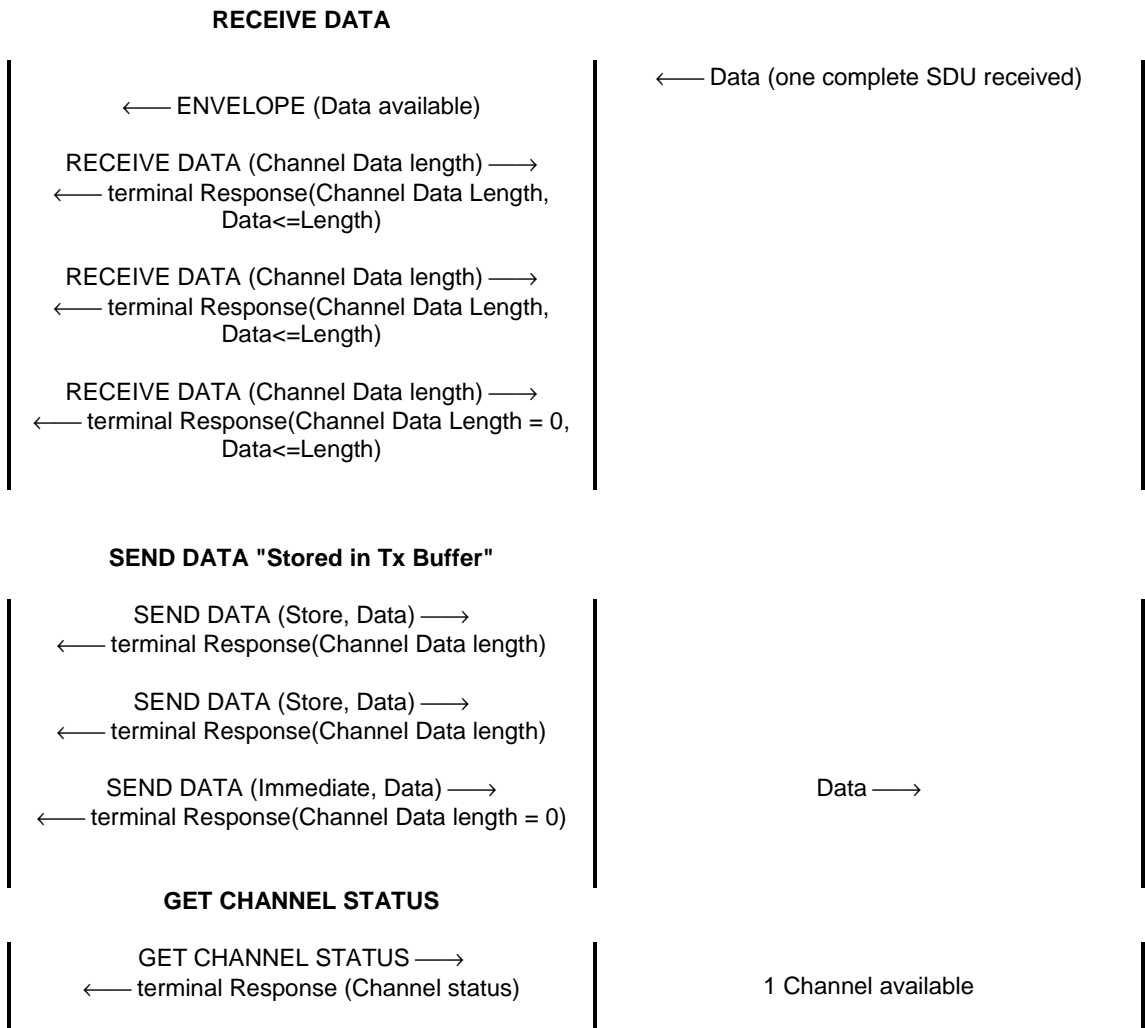 RECEIVE DATA
←── Data (one complete SDU received)
←── ENVELOPE (Data available)
RECEIVE DATA (Channel Data length) ──→
←── terminal Response(Channel Data Length,
Data<=Length)
RECEIVE DATA (Channel Data length) ──→
←── terminal Response(Channel Data Length,
Data<=Length)
RECEIVE DATA (Channel Data length) ──→
←── terminal Response(Channel Data Length = 0,
Data<=Length)
SEND DATA "Stored in Tx Buffer"
SEND DATA (Store, Data) ──→
←── terminal Response(Channel Data length)
SEND DATA (Store, Data) ──→
←── terminal Response(Channel Data length)
SEND DATA (Immediate, Data) ──→
Data ──→
←── terminal Response(Channel Data length = 0)
GET CHANNEL STATUS
GET CHANNEL STATUS ──→
←── terminal Response (Channel status)
1 Channel available